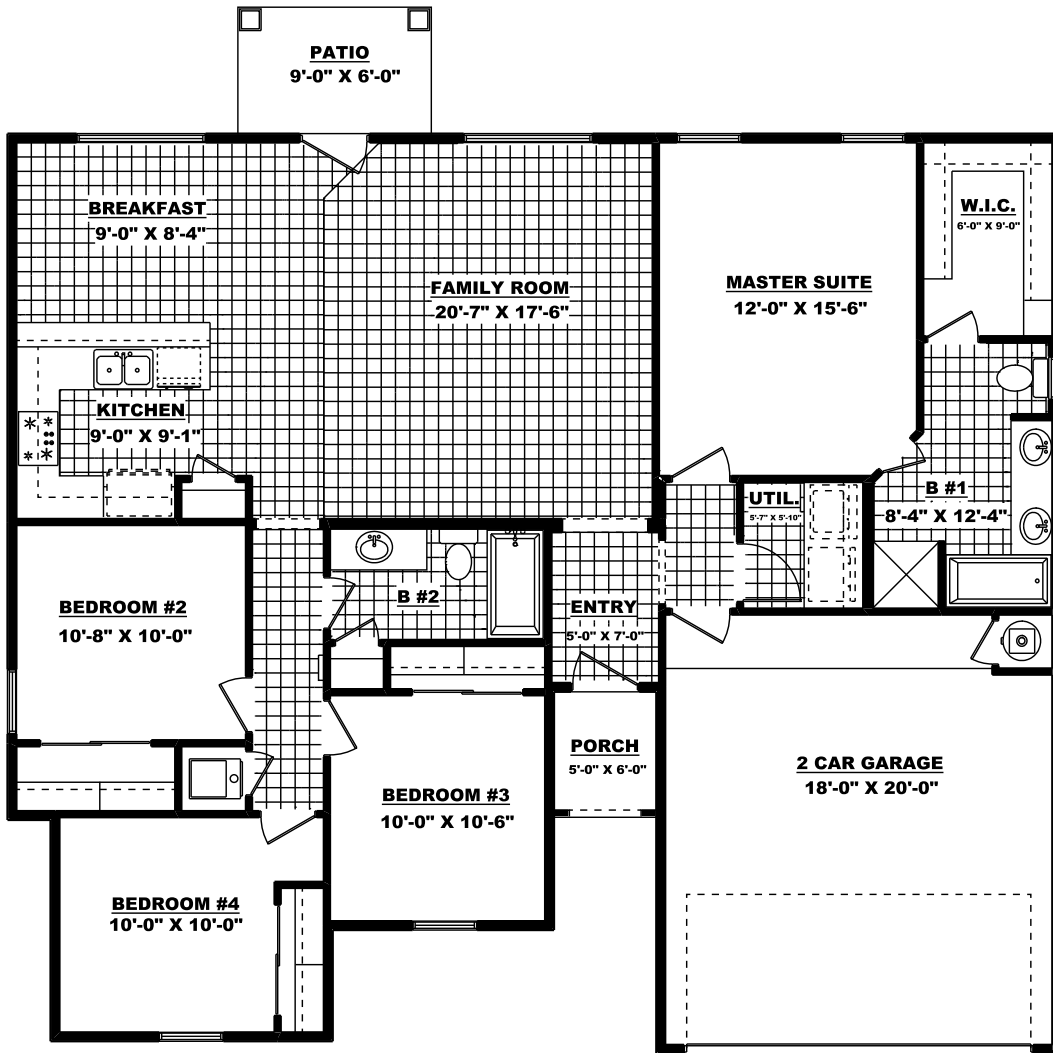 PATIO
9'-0" X 6'-0"
BREAKFAST
9'-0" X 8'-4"
FAMILY ROOM
20'-7" X 17'-6"
MASTER SUITE
12'-0" X 15'-6"
W.I.C.
6'-0" X 9'-0"
KITCHEN
9'-0" X 9'-1"
UTIL.
5'-7" X 5'-10"
B #1
8'-4" X 12'-4"
BEDROOM #2
10'-8" X 10'-0"
B #2
ENTRY
5'-0" X 7'-0"
PORCH
5'-0" X 6'-0"
2 CAR GARAGE
18'-0" X 20'-0"
BEDROOM #3
10'-0" X 10'-6"
BEDROOM #4
10'-0" X 10'-0"